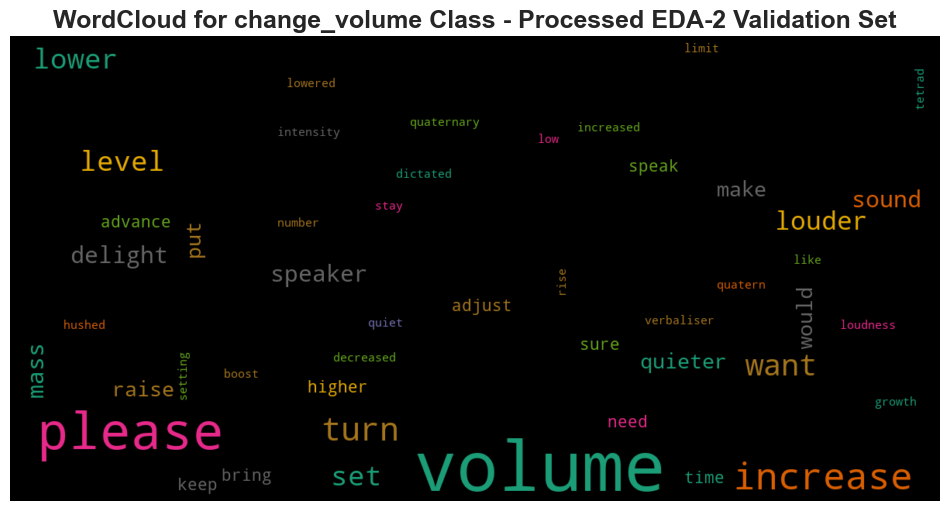 WordCloud for change_volume Class - Processed EDA-2 Validation Set
lower
limit
lowered
tetrad
quaternary
increased
intensity
low
level
speak
dictated
make
sound
stay
advance
number
put
louder
delight
like
speaker
rise
quatern
adjust
would
hushed
quiet
verbaliser
loudness
sure
mass
decreased
quieter
want
setting
boost
raise
higher
growth
please
turn
need
volume
keep
bring
set
time
increase